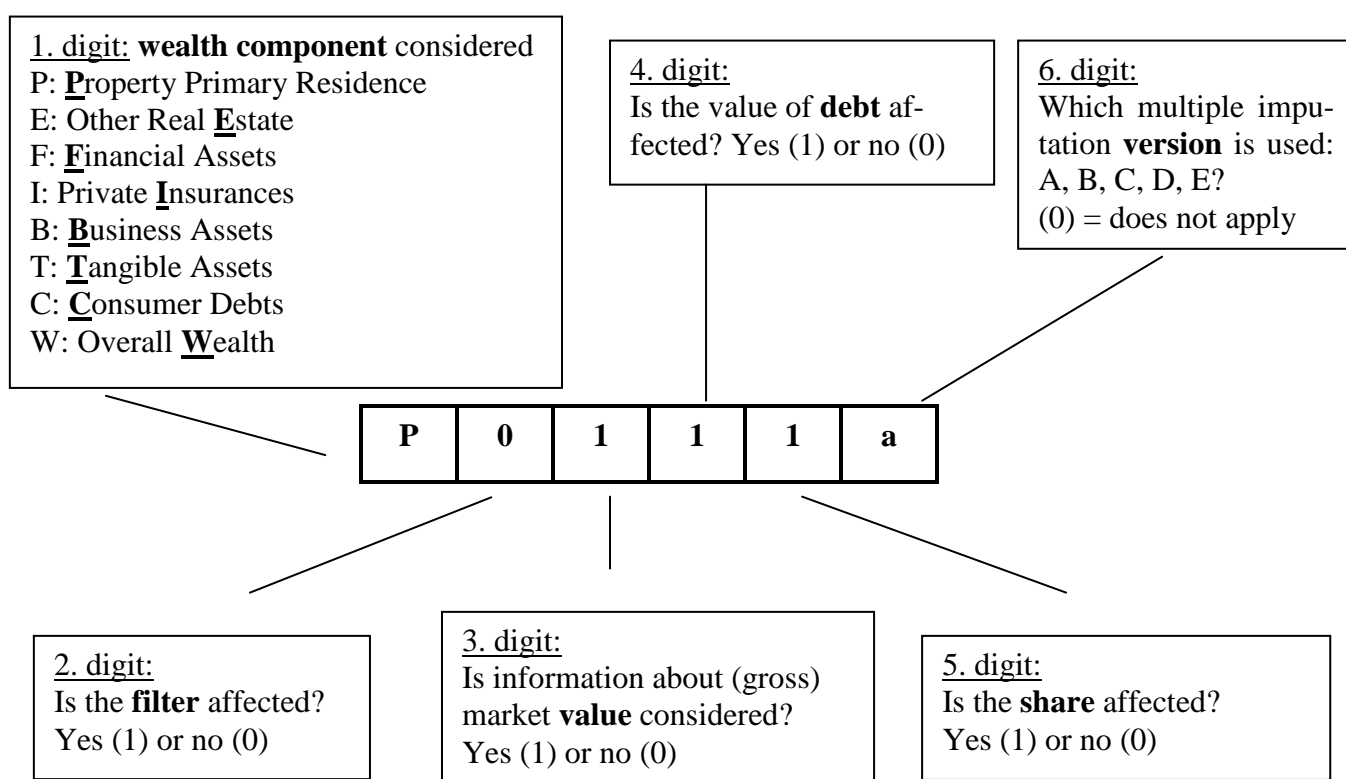 1. digit: wealth component considered
P: Property Primary Residence
E: Other Real Estate
F: Financial Assets
I: Private Insurances
B: Business Assets
T: Tangible Assets
C: Consumer Debts
W: Overall Wealth
4. digit:
Is the value of debt af-
fected? Yes (1) or no (0)
6. digit:
Which multiple impu-
tation version is used:
A, B, C, D, E?
(0) = does not apply
P 0 1 1 1 a
2. digit:
Is the filter affected?
Yes (1) or no (0)
3. digit:
Is information about (gross)
market value considered?
Yes (1) or no (0)
5. digit:
Is the share affected?
Yes (1) or no (0)